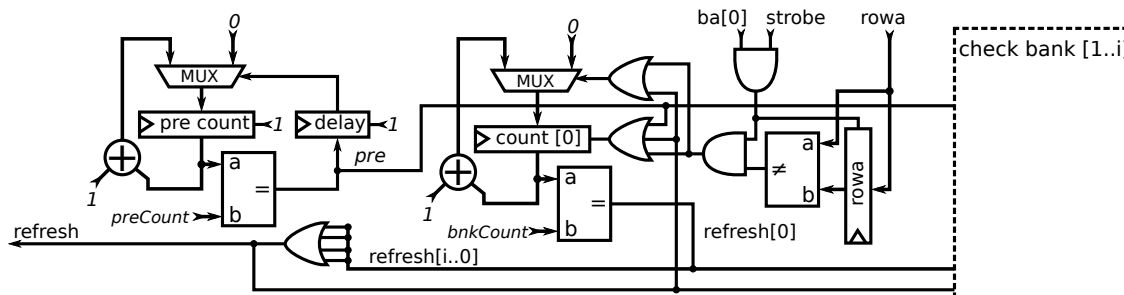 ba[0] strobe rowa
0 0
check bank [1..i]
MUX MUX
pre count 1 delay 1 count [0]
pre
a a a
= = ≠ rowa
1 b 1 b b
preCount bnkCount
refresh refresh[0]
refresh[i..0]